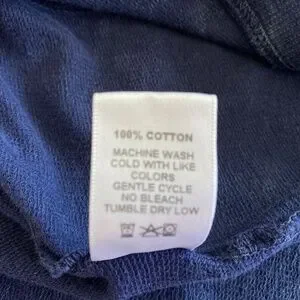 100% COTTON
MACHINE WASH
COLD WITH LIKE
COLORS
GENTLE CYCLE
NO BLEACH
TUMBLE DRY LOW